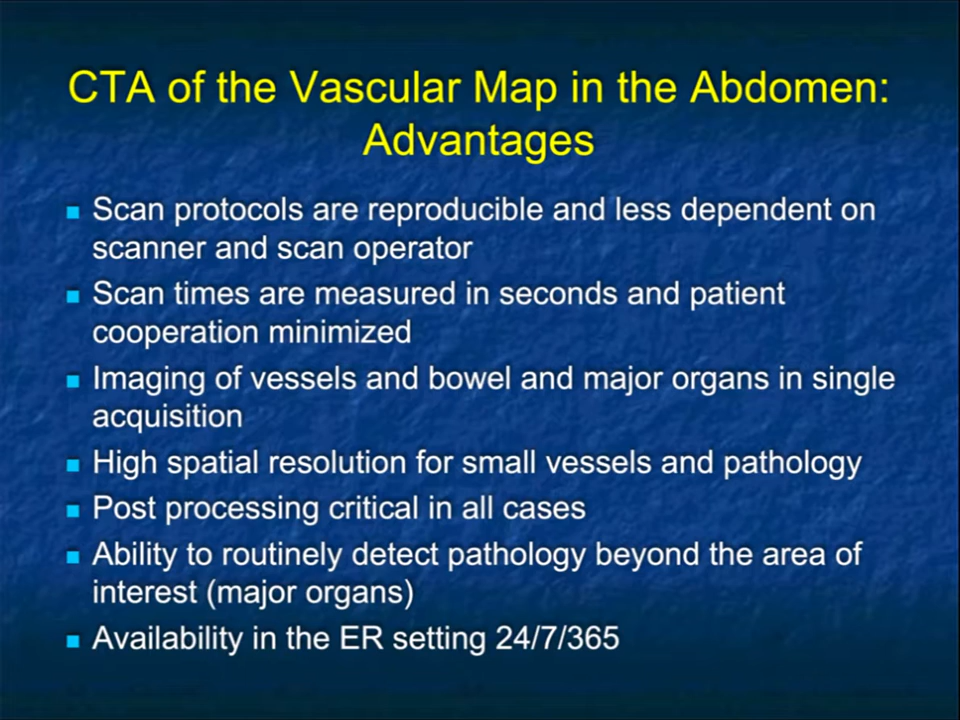 CTA of the Vascular Map in the Abdomen:
Advantages
Scan protocols are reproducible and less dependent on
scanner and scan operator
Scan times are measured in seconds and patient
cooperation minimized
Imaging of vessels and bowel and major organs in single
acquisition
High spatial resolution for small vessels and pathology
Post processing critical in all cases
Ability to routinely detect pathology beyond the area of
interest (major organs)
Availability in the ER setting 24/7/365